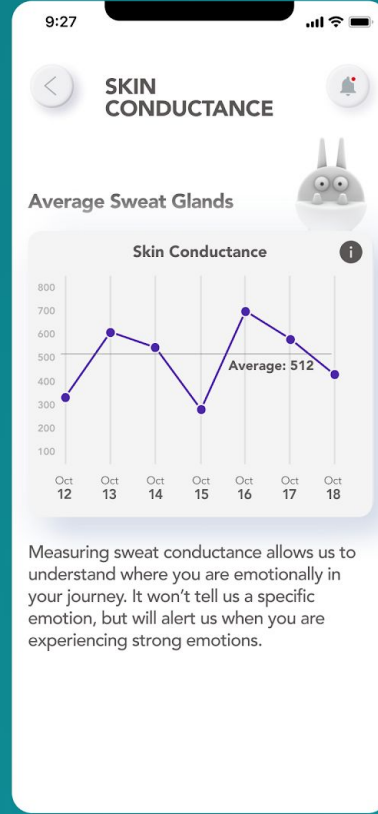 9:27
SKIN
CONDUCTANCE
Average Sweat Glands
Skin Conductance
i
800
700
600
500
400
300
200
100
Average: 512
Oct Oct Oct Oct Oct Oct Oct
12 13 14 15 16 17 18
Measuring sweat conductance allows us to
understand where you are emotionally in
your journey. It won’t tell us a specific
emotion, but will alert us when you are
experiencing strong emotions.